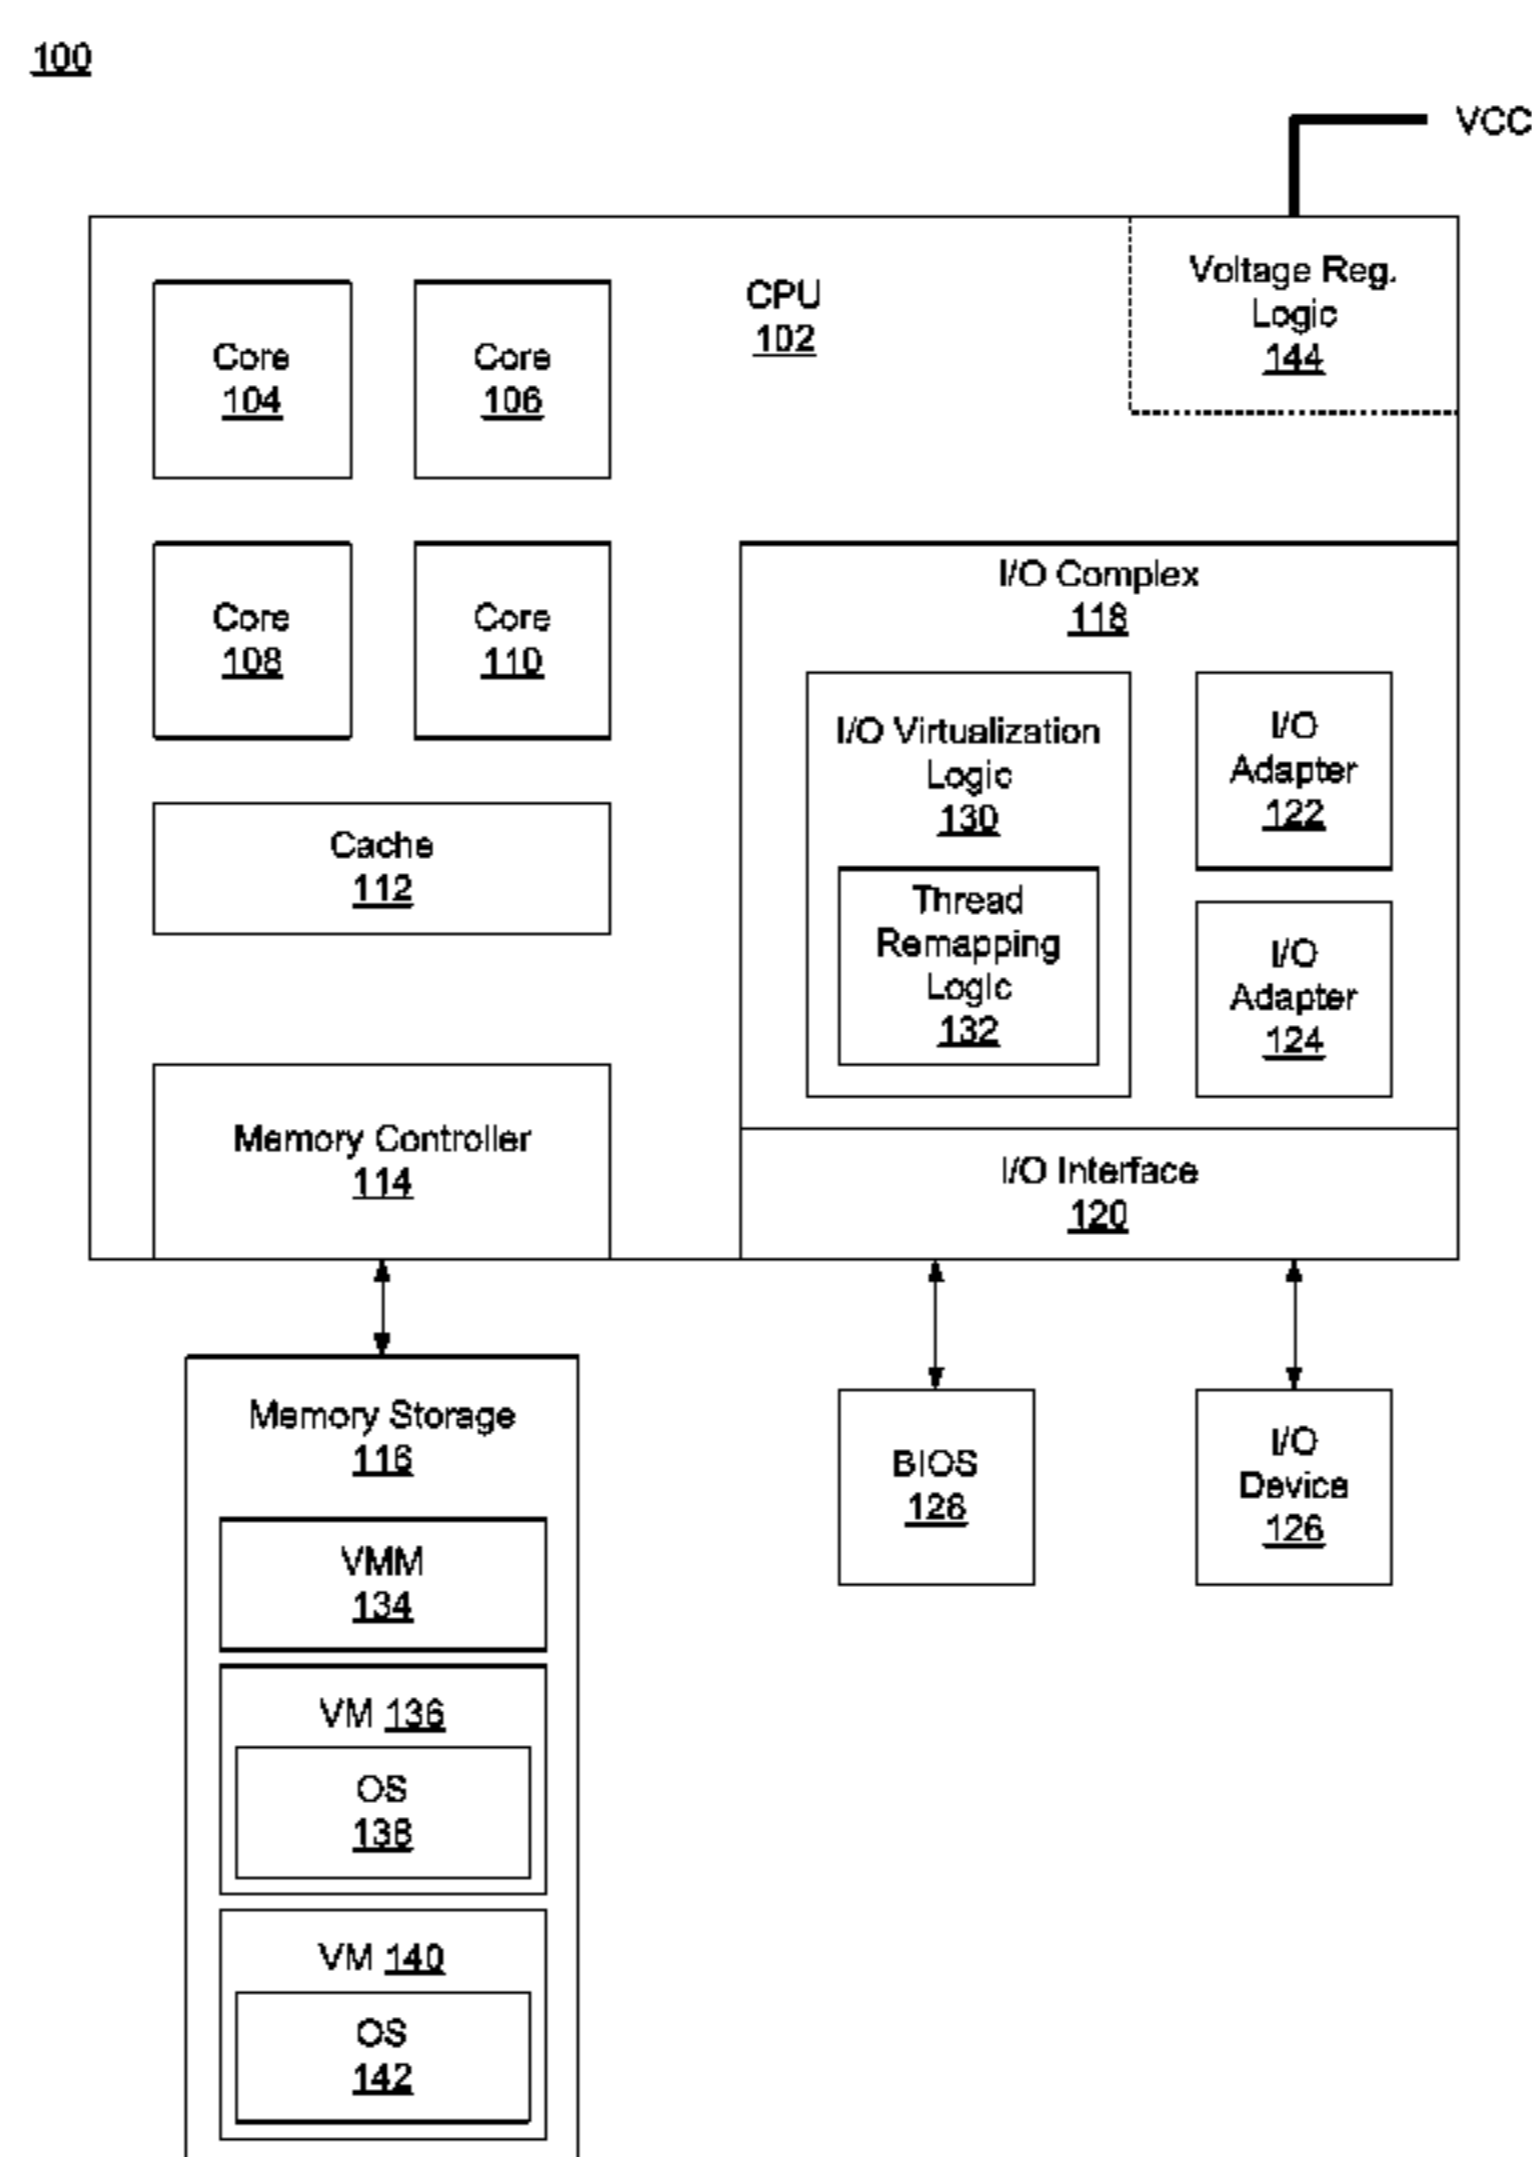 100
VCC
CPU
102
Voltage Reg.
Logic
144
Core
104
Core
106
Core
108
Core
110
Cache
112
Memory Controller
114
I/O Complex
118
I/O Virtualization
Logic
130
Thread
Remapping
Logic
132
I/O
Adapter
122
I/O
Adapter
124
I/O Interface
120
Memory Storage
116
VMM
134
VM 136
OS
138
VM 140
OS
142
BIOS
128
I/O
Device
126